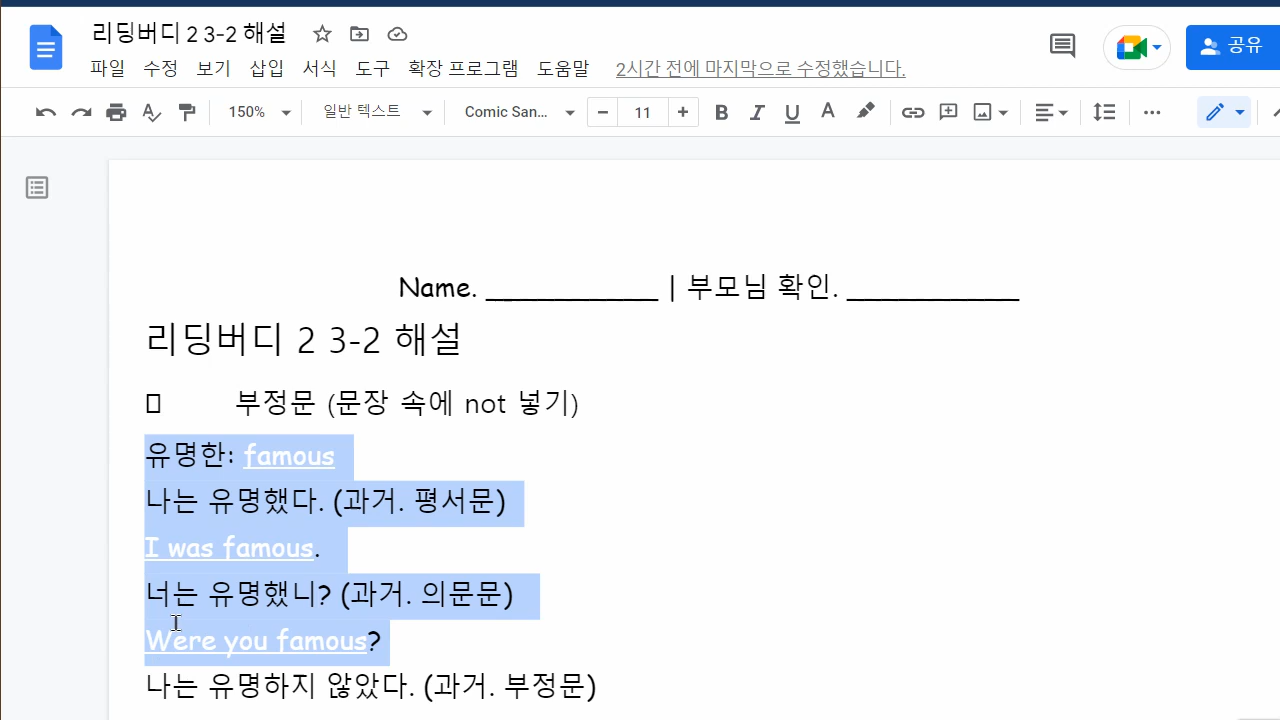 리딩버디 2 3-2 해설
파일 수정 보기 삽입 서식 도구 확장 프로그램 도움말 2시간 전에 마지막으로 수정했습니다.
공유
150% 일반 텍스트 Comic San... − 11 + B I U A
Name. ___________ | 부모님 확인. ___________
리딩버디 2 3-2 해설
부정문 (문장 속에 not 넣기)
유명한: famous
나는 유명했다. (과거. 평서문)
I was famous.
너는 유명했니? (과거. 의문문)
Were you famous?
나는 유명하지 않았다. (과거. 부정문)